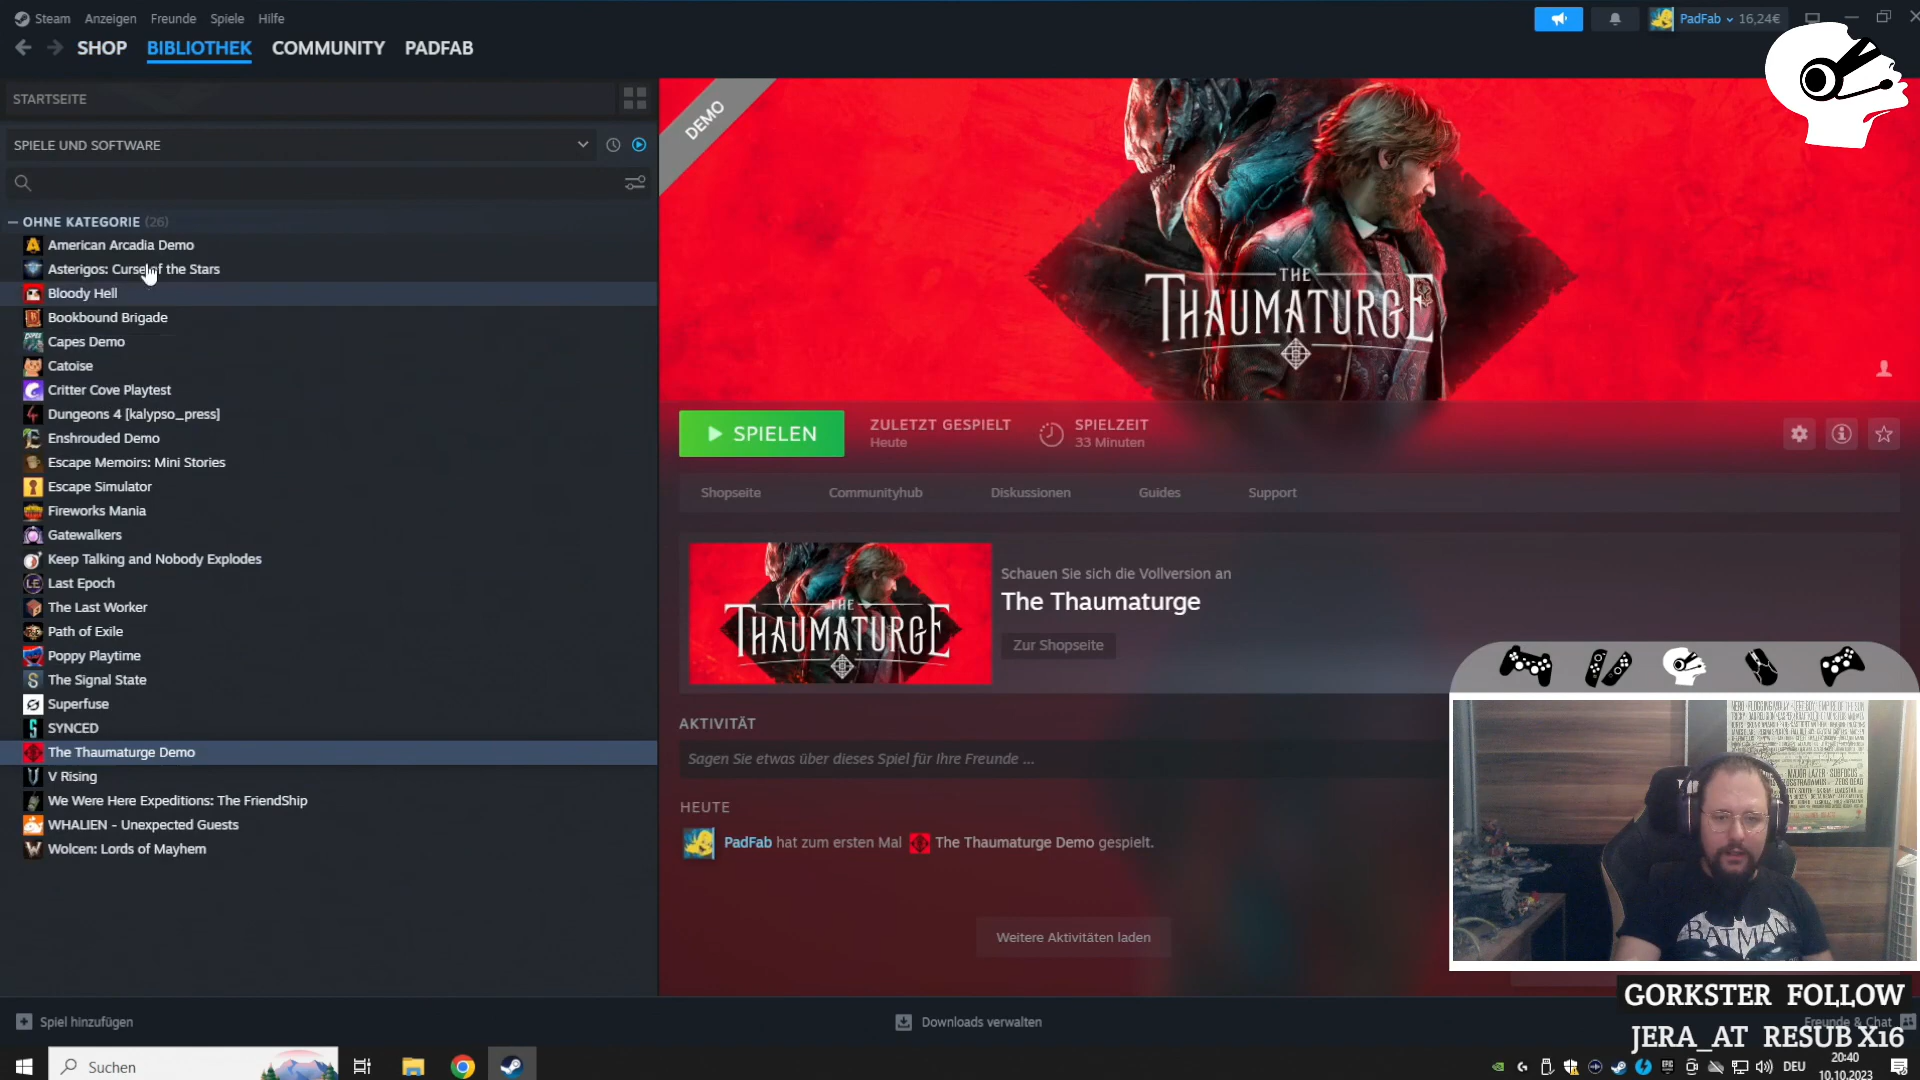 Steam Anzeigen Freunde Spiele Hilfe
PadFab 16,24€
SHOP BIBLIOTHEK COMMUNITY PADFAB
STARTSEITE
SPIELE UND SOFTWARE
OHNE KATEGORIE (26)
American Arcadia Demo
Asterigos: Curse of the Stars
Bloody Hell
Bookbound Brigade
Capes Demo
Catoise
Critter Cove Playtest
Dungeons 4 [kalypso_press]
Enshrouded Demo
Escape Memoirs: Mini Stories
Escape Simulator
Fireworks Mania
Gatewalkers
Keep Talking and Nobody Explodes
Last Epoch
The Last Worker
Path of Exile
Poppy Playtime
The Signal State
Superfuse
SYNCED
The Thaumaturge Demo
V Rising
We Were Here Expeditions: The FriendShip
WHALIEN - Unexpected Guests
Wolcen: Lords of Mayhem
DEMO
THE
THAUMATURGE
SPIELEN
ZULETZT GESPIELT
Heute
SPIELZEIT
33 Minuten
Shopseite Communityhub Diskussionen Guides Support
THE
THAUMATURGE
Schauen Sie sich die Vollversion an
The Thaumaturge
Zur Shopseite
AKTIVITÄT
Sagen Sie etwas über dieses Spiel für Ihre Freunde ...
HEUTE
PadFab hat zum ersten Mal The Thaumaturge Demo gespielt.
Weitere Aktivitäten laden
BATMAN
GORKSTER FOLLOW
JERA_AT RESUB X16
Spiel hinzufügen
Downloads verwalten
Freunde & Chat
Suchen
DEU
20:40
10.10.2023